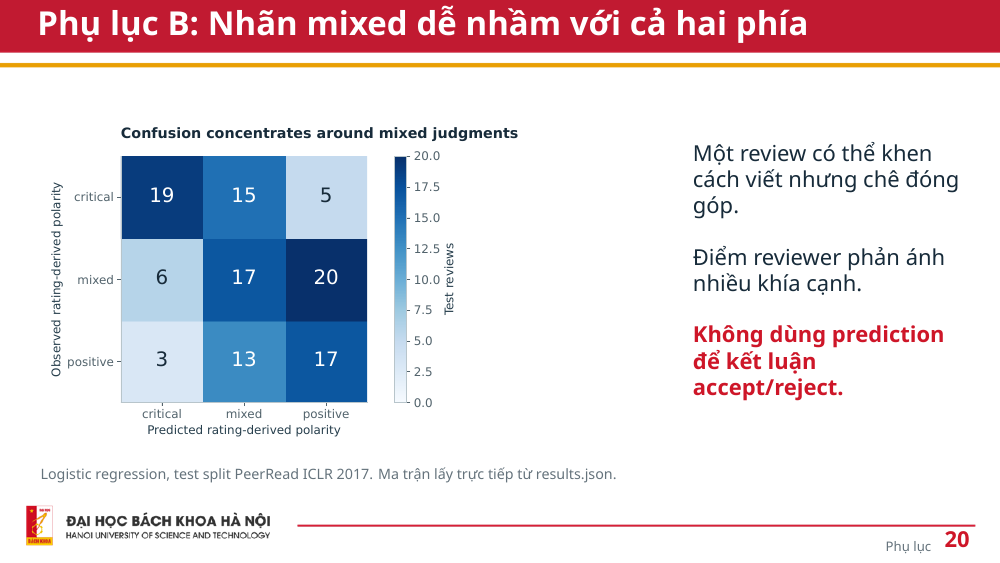 Phụ lục B: Nhãn mixed dễ nhầm với cả hai phía
Confusion concentrates around mixed judgments
Observed rating-derived polarity
critical
mixed
positive
19 15 5
6 17 20
3 13 17
critical mixed positive
Predicted rating-derived polarity
20.0
17.5
15.0
12.5
10.0
7.5
5.0
2.5
0.0
Test reviews
Một review có thể khen
cách viết nhưng chê đóng
góp.
Điểm reviewer phản ánh
nhiều khía cạnh.
Không dùng prediction
để kết luận
accept/reject.
Logistic regression, test split PeerRead ICLR 2017. Ma trận lấy trực tiếp từ results.json.
ĐẠI HỌC BÁCH KHOA HÀ NỘI
HANOI UNIVERSITY OF SCIENCE AND TECHNOLOGY
Phụ lục 20